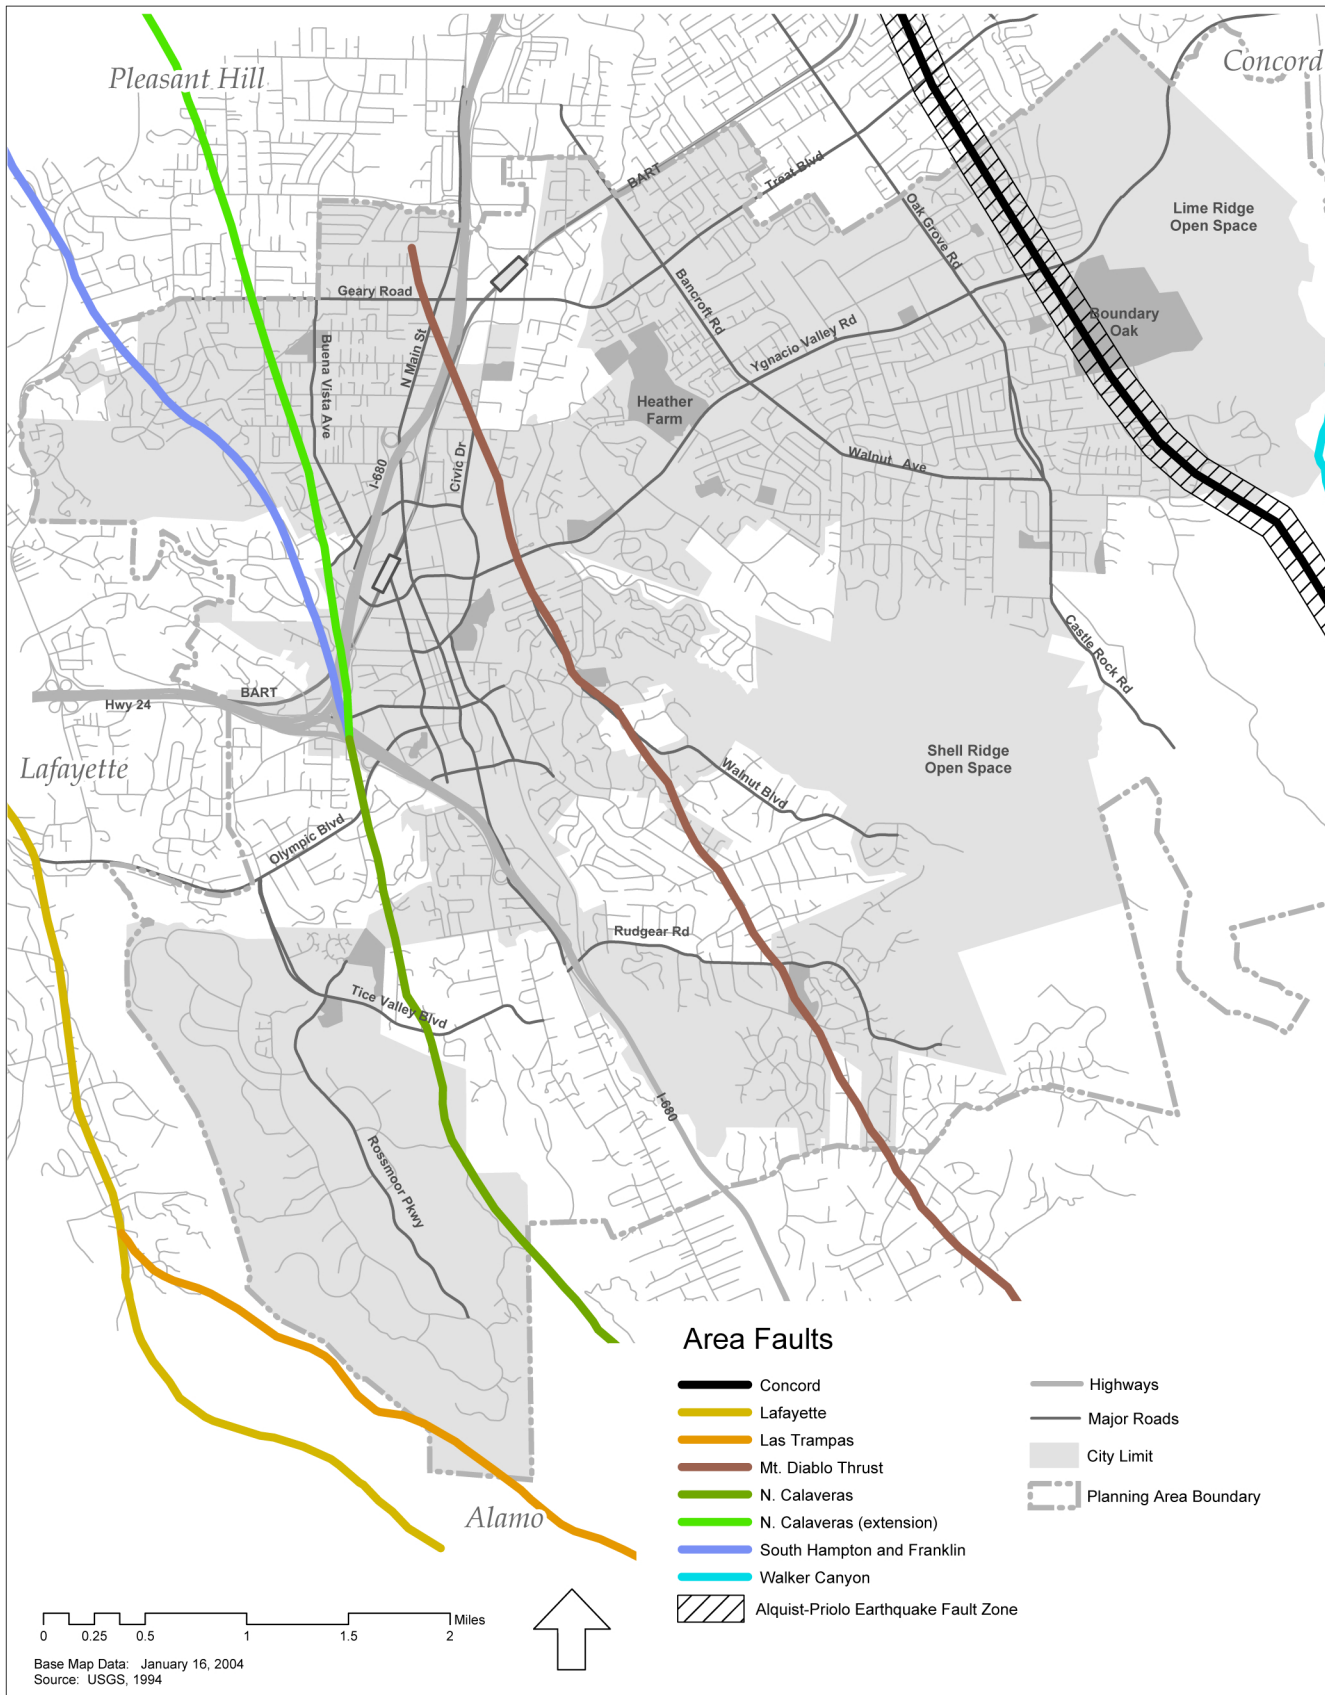 Pleasant Hill
Concord
BART
Treat Blvd
Lime Ridge
Open Space
Oak Grove Rd
Geary Road
Bancroft Rd
Boundary
Oak
Buena Vista Ave
N Main St
Ygnacio Valley Rd
Heather
Farm
I-680
Civic Dr
Walnut Ave
Castle Rock Rd
BART
Hwy 24
Lafayette
Shell Ridge
Open Space
Walnut Blvd
Olympic Blvd
Rudgear Rd
Tice Valley Blvd
I-680
Rossmoor Pkwy
Alamo
Area Faults
Concord
Lafayette
Las Trampas
Mt. Diablo Thrust
N. Calaveras
N. Calaveras (extension)
South Hampton and Franklin
Walker Canyon
Alquist-Priolo Earthquake Fault Zone
Highways
Major Roads
City Limit
Planning Area Boundary
Miles
0 0.25 0.5 1 1.5 2
Base Map Data: January 16, 2004
Source: USGS, 1994